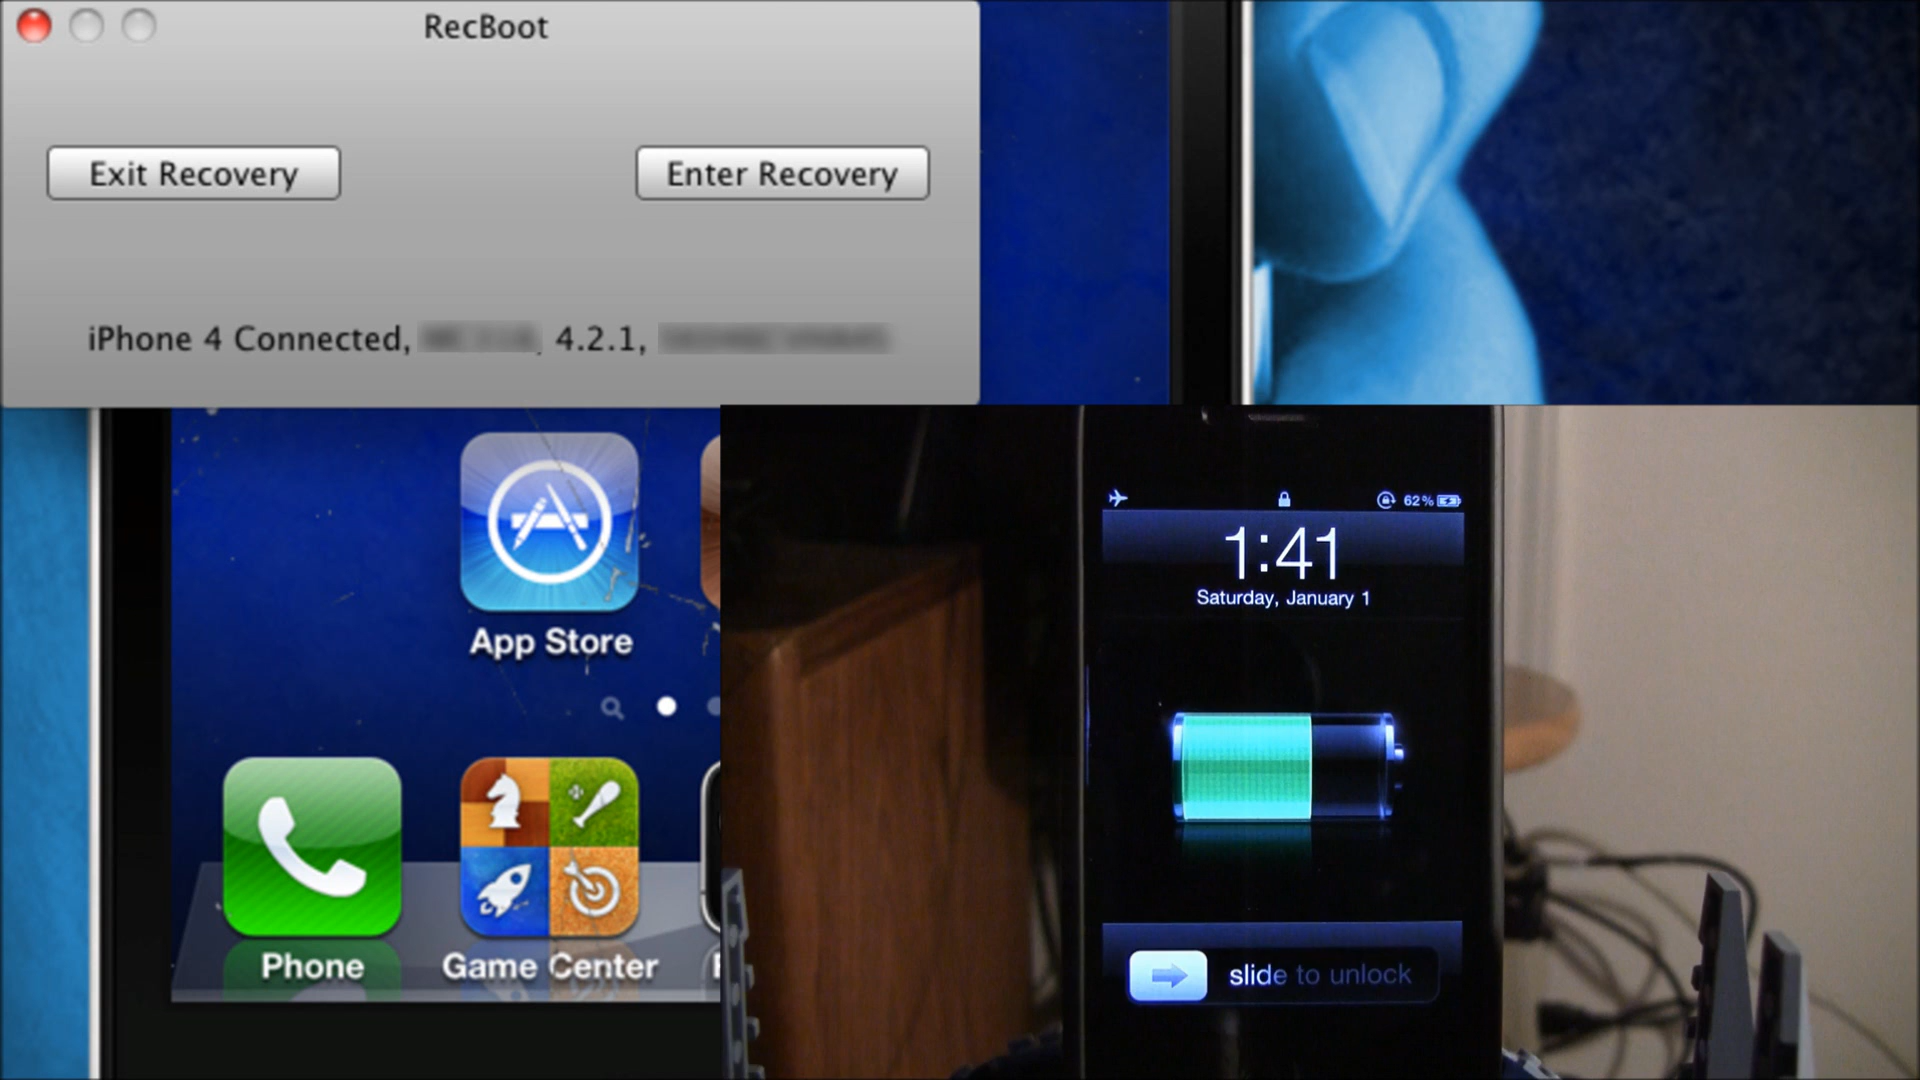 RecBoot
Exit Recovery
Enter Recovery
iPhone 4 Connected, 4.2.1,
App Store
Phone
Game Center
62%
1:41
Saturday, January 1
slide to unlock